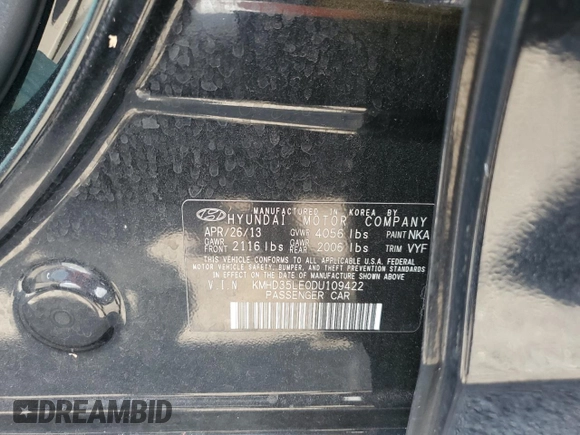 MANUFACTURED IN KOREA BY
HYUNDAI MOTOR COMPANY
APR/26/13 GVWR 4056 lbs PAINT NKA
GAWR FRONT 2116 lbs GAWR REAR 2006 lbs TRIM VYF
THIS VEHICLE CONFORMS TO ALL APPLICABLE U.S. FEDERAL
MOTOR VEHICLE SAFETY, BUMPER, AND THEFT PREVENTION STANDARDS
IN EFFECT ON THE DATE OF MANUFACTURE SHOWN ABOVE
V.I.N KMHD35LE0DU109422
PASSENGER CAR
DREAMBID